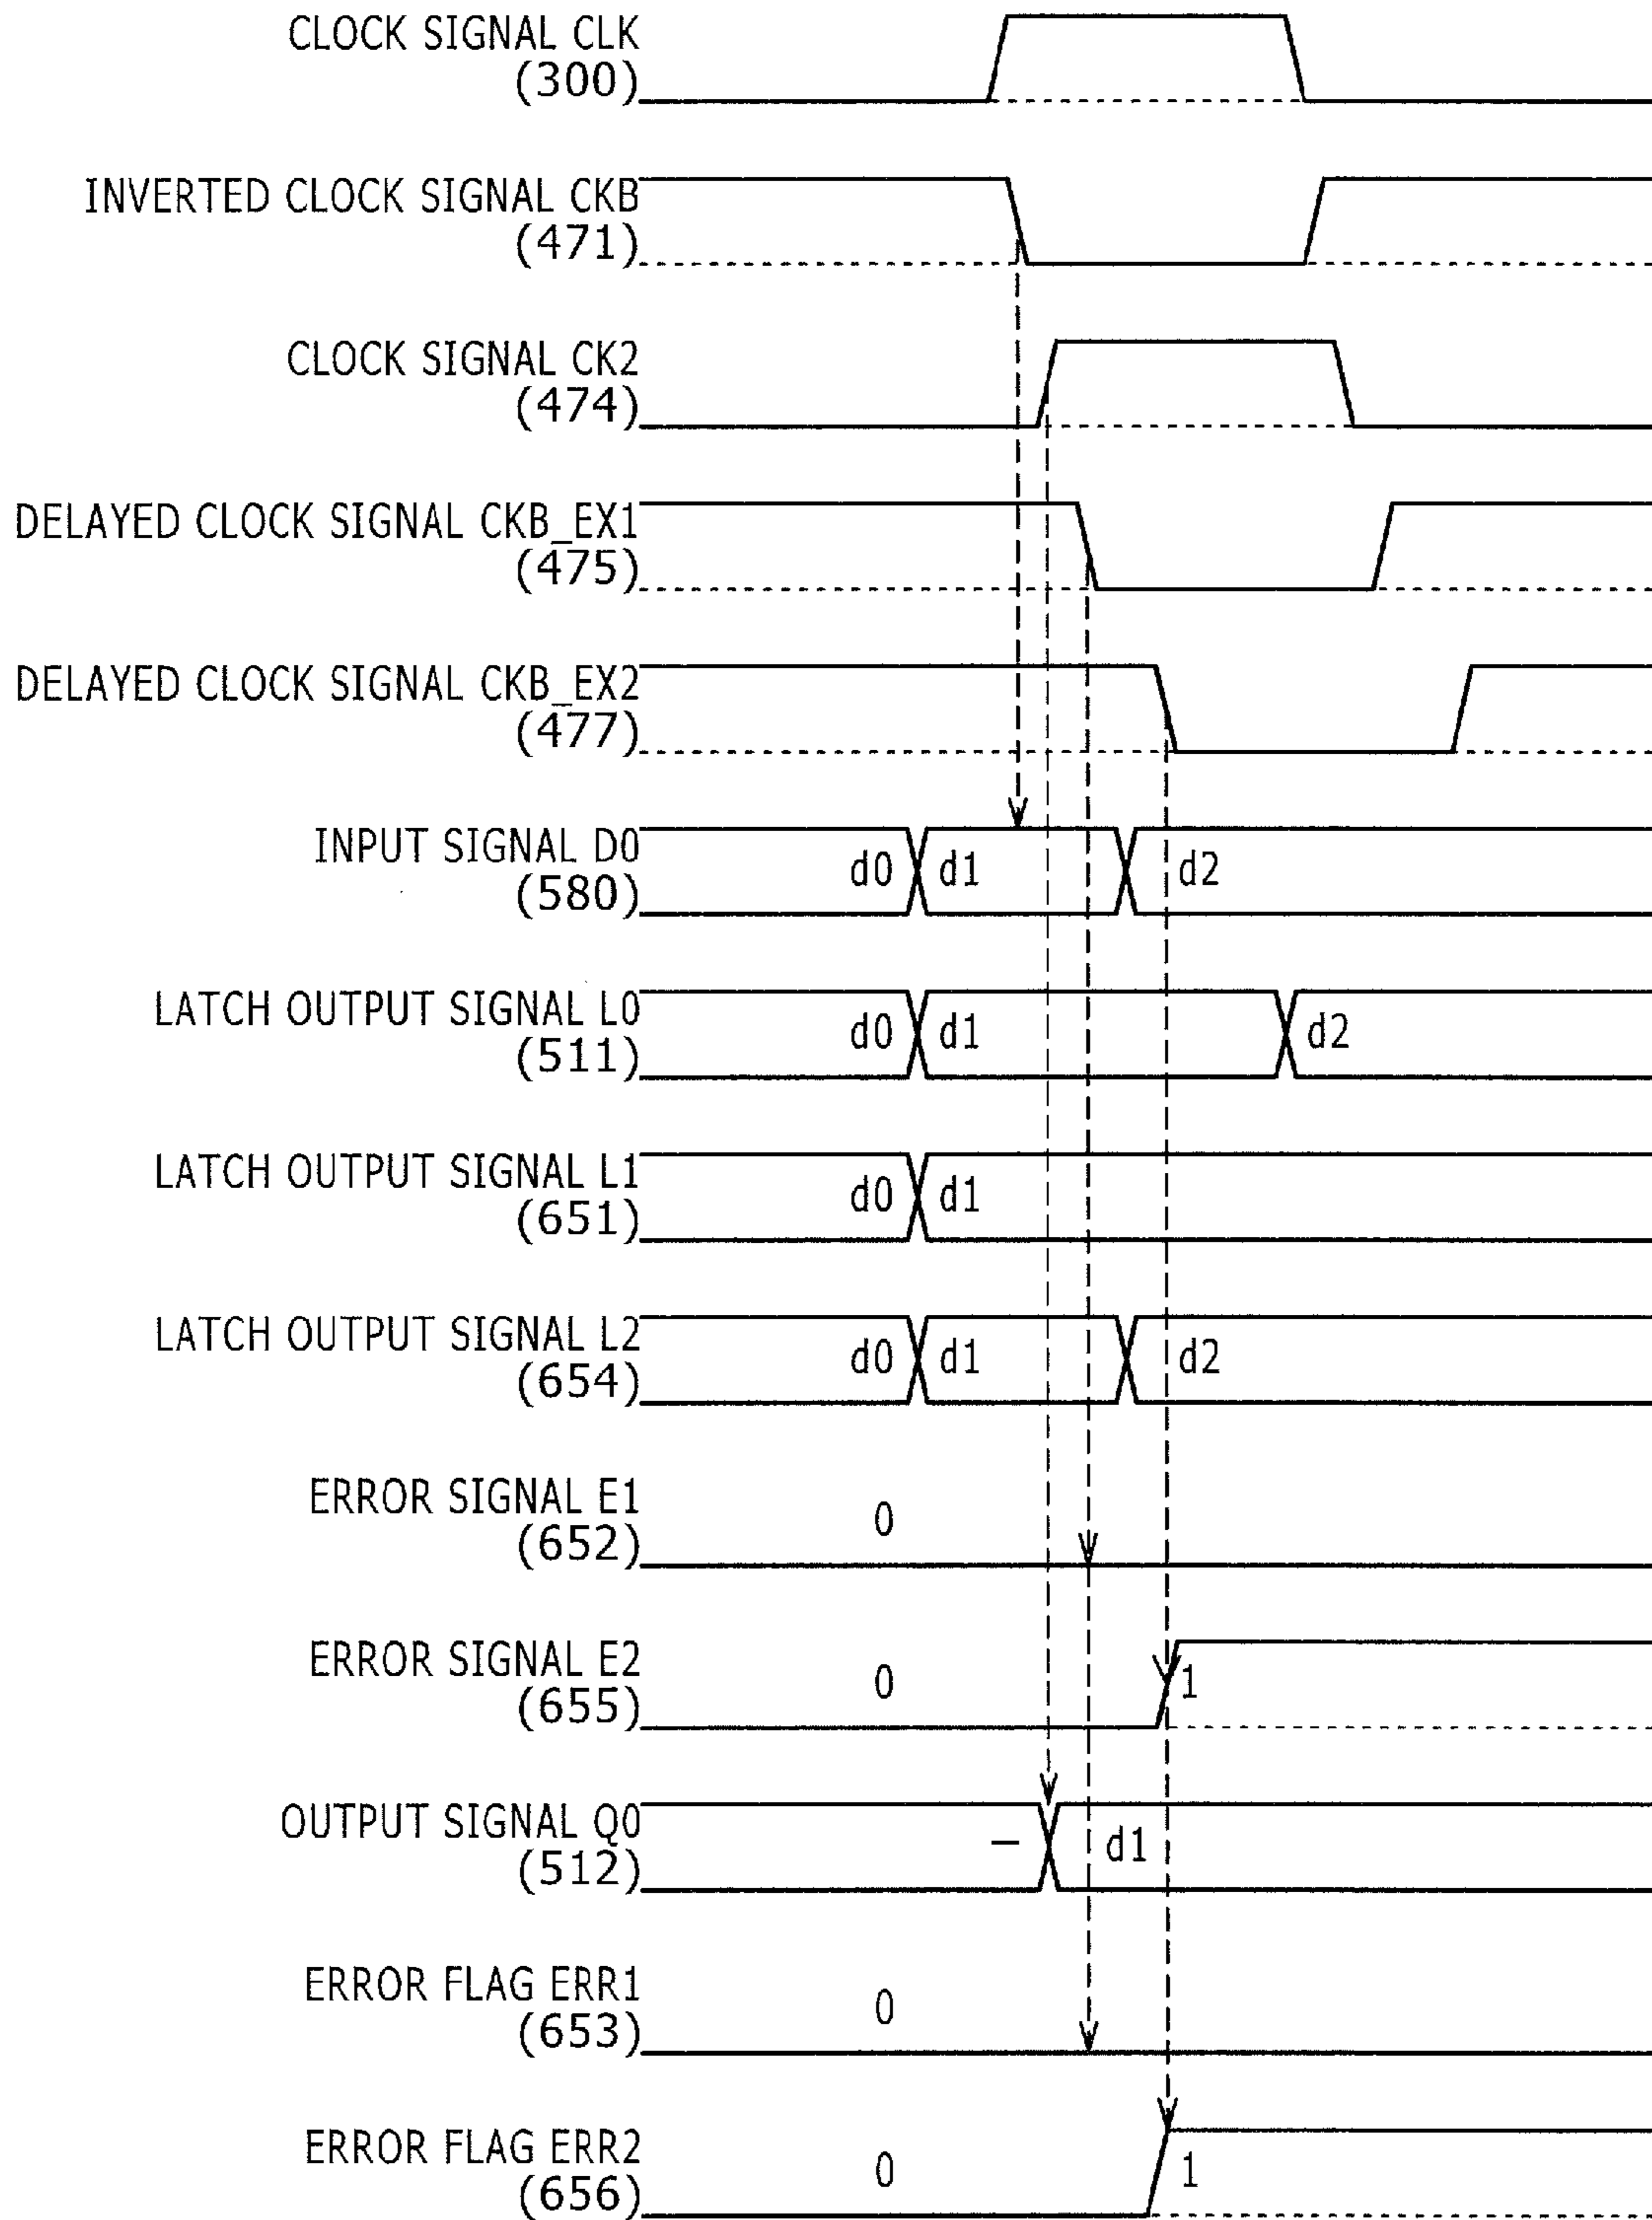 CLOCK SIGNAL CLK
(300)
INVERTED CLOCK SIGNAL CKB
(471)
CLOCK SIGNAL CK2
(474)
DELAYED CLOCK SIGNAL CKB_EX1
(475)
DELAYED CLOCK SIGNAL CKB_EX2
(477)
INPUT SIGNAL D0
(580)
d0 d1 d2
LATCH OUTPUT SIGNAL L0
(511)
d0 d1 d2
LATCH OUTPUT SIGNAL L1
(651)
d0 d1
LATCH OUTPUT SIGNAL L2
(654)
d0 d1 d2
ERROR SIGNAL E1
(652)
0
ERROR SIGNAL E2
(655)
0 1
OUTPUT SIGNAL Q0
(512)
– d1
ERROR FLAG ERR1
(653)
0
ERROR FLAG ERR2
(656)
0 1